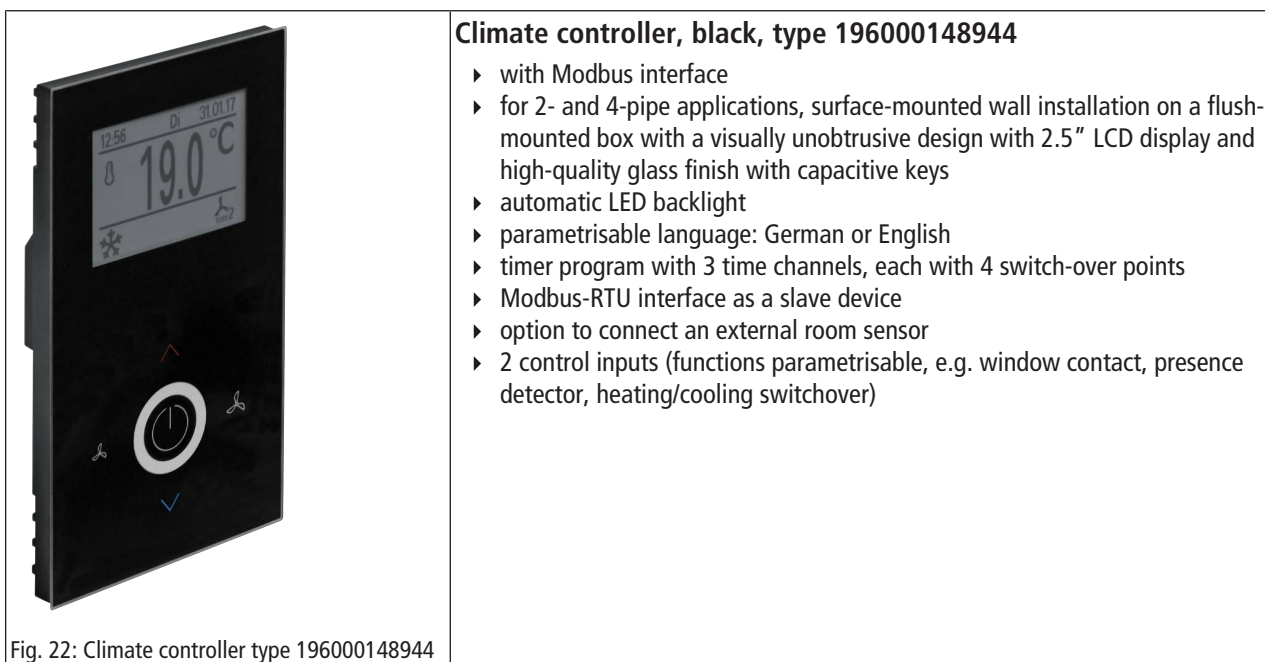 12:56 Di 31.01.17
19.0 °C
Fig. 22: Climate controller type 196000148944
Climate controller, black, type 196000148944
with Modbus interface
for 2- and 4-pipe applications, surface-mounted wall installation on a flush-
mounted box with a visually unobtrusive design with 2.5″ LCD display and
high-quality glass finish with capacitive keys
automatic LED backlight
parametrisable language: German or English
timer program with 3 time channels, each with 4 switch-over points
Modbus-RTU interface as a slave device
option to connect an external room sensor
2 control inputs (functions parametrisable, e.g. window contact, presence
detector, heating/cooling switchover)